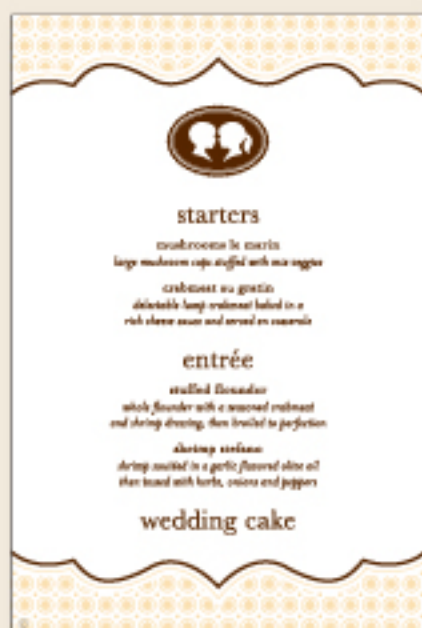 starters
mushrooms le marin
large mushroom caps stuffed with mix veggies
crabmeat au gratin
delectable lump crabmeat baked in a
rich cheese sauce and served en casserole
entrée
stuffed flounder
whole flounder with a seasoned crabmeat
and shrimp dressing, then broiled to perfection
shrimp stefano
shrimp sautéed in a garlic flavored olive oil
then tossed with herbs, onions and peppers
wedding cake